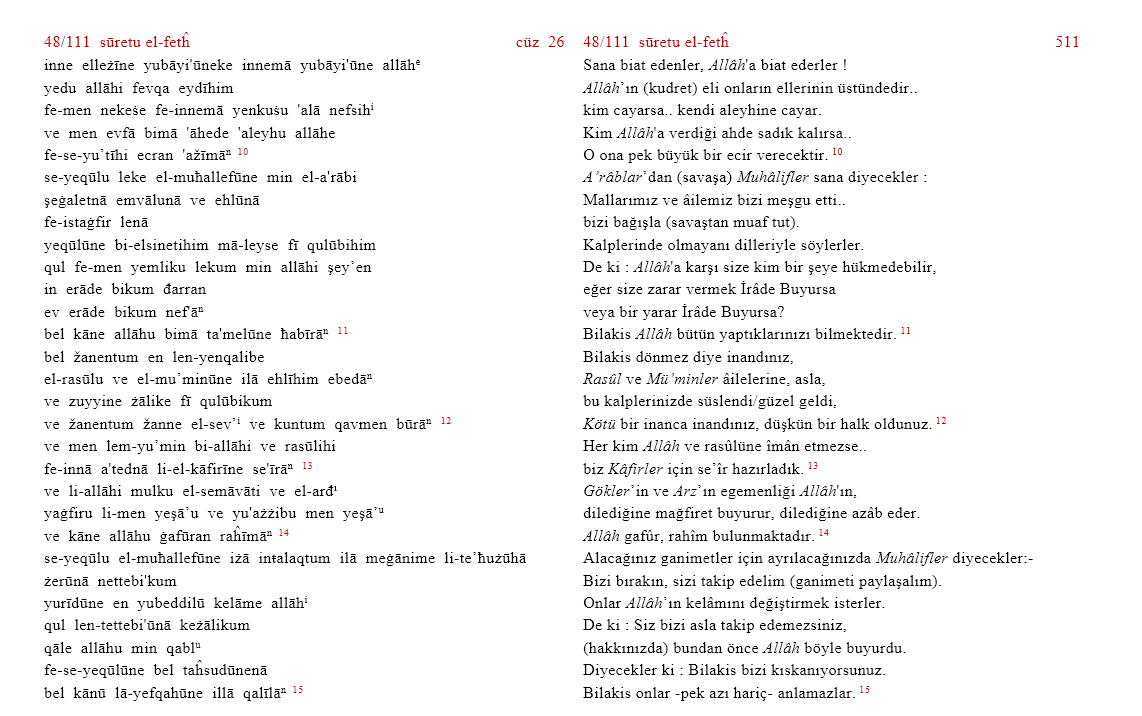 48/111 sūretu el-fetĥ cüz 26
inne elleżīne yubāyi'ūneke innemā yubāyi'ūne allāhᵉ
yedu allāhi fevqa eydīhim
fe-men nekeśe fe-innemā yenkuśu 'alā nefsihⁱ
ve men evfā bimā 'āhede 'aleyhu allāhe
fe-se-yu’tīhi ecran 'ažīmāⁿ 10
se-yeqūlu leke el-muħallefūne min el-a'rābi
şeġaletnā emvālunā ve ehlūnā
fe-istaġfir lenā
yeqūlūne bi-elsinetihim mā-leyse fī qulūbihim
qul fe-men yemliku lekum min allāhi şey’en
in erāde bikum đarran
ev erāde bikum nef'āⁿ
bel kāne allāhu bimā ta'melūne ħabīrāⁿ 11
bel žanentum en len-yenqalibe
el-rasūlu ve el-mu’minūne ilā ehlīhim ebedāⁿ
ve zuyyine żālike fī qulūbikum
ve žanentum žanne el-sev’ⁱ ve kuntum qavmen būrāⁿ 12
ve men lem-yu’min bi-allāhi ve rasūlihi
fe-innā a'tednā li-el-kāfirīne se'īrāⁿ 13
ve li-allāhi mulku el-semāvāti ve el-arđⁱ
yaġfiru li-men yeşā’u ve yu'ażżibu men yeşā’ᵘ
ve kāne allāhu ġafūran raĥīmāⁿ 14
se-yeqūlu el-muħallefūne iżā inŧalaqtum ilā meġānime li-te’ħużūhā
żerūnā nettebi'kum
yurīdūne en yubeddilū kelāme allāhⁱ
qul len-tettebi'ūnā keżālikum
qāle allāhu min qablᵘ
fe-se-yeqūlūne bel taĥsudūnenā
bel kānū lā-yefqahūne illā qalīlāⁿ 15
48/111 sūretu el-fetĥ 511
Sana biat edenler, Allâh'a biat ederler !
Allâh’ın (kudret) eli onların ellerinin üstündedir..
kim cayarsa.. kendi aleyhine cayar.
Kim Allâh'a verdiği ahde sadık kalırsa..
O ona pek büyük bir ecir verecektir. 10
A’râblar’dan (savaşa) Muhâlifler sana diyecekler :
Mallarımız ve âilemiz bizi meşgu etti..
bizi bağışla (savaştan muaf tut).
Kalplerinde olmayanı dilleriyle söylerler.
De ki : Allâh'a karşı size kim bir şeye hükmedebilir,
eğer size zarar vermek İrâde Buyursa
veya bir yarar İrâde Buyursa?
Bilakis Allâh bütün yaptıklarınızı bilmektedir. 11
Bilakis dönmez diye inandınız,
Rasûl ve Mü’minler âilelerine, asla,
bu kalplerinizde süslendi/güzel geldi,
Kötü bir inanca inandınız, düşkün bir halk oldunuz. 12
Her kim Allâh ve rasûlüne îmân etmezse..
biz Kâfirler için se’îr hazırladık. 13
Gökler’in ve Arz’ın egemenliği Allâh'ın,
dilediğine mağfiret buyurur, dilediğine azâb eder.
Allâh gafûr, rahîm bulunmaktadır. 14
Alacağınız ganimetler için ayrılacağınızda Muhâlifler diyecekler:-
Bizi bırakın, sizi takip edelim (ganimeti paylaşalım).
Onlar Allâh’ın kelâmını değiştirmek isterler.
De ki : Siz bizi asla takip edemezsiniz,
(hakkınızda) bundan önce Allâh böyle buyurdu.
Diyecekler ki : Bilakis bizi kıskanıyorsunuz.
Bilakis onlar -pek azı hariç- anlamazlar. 15